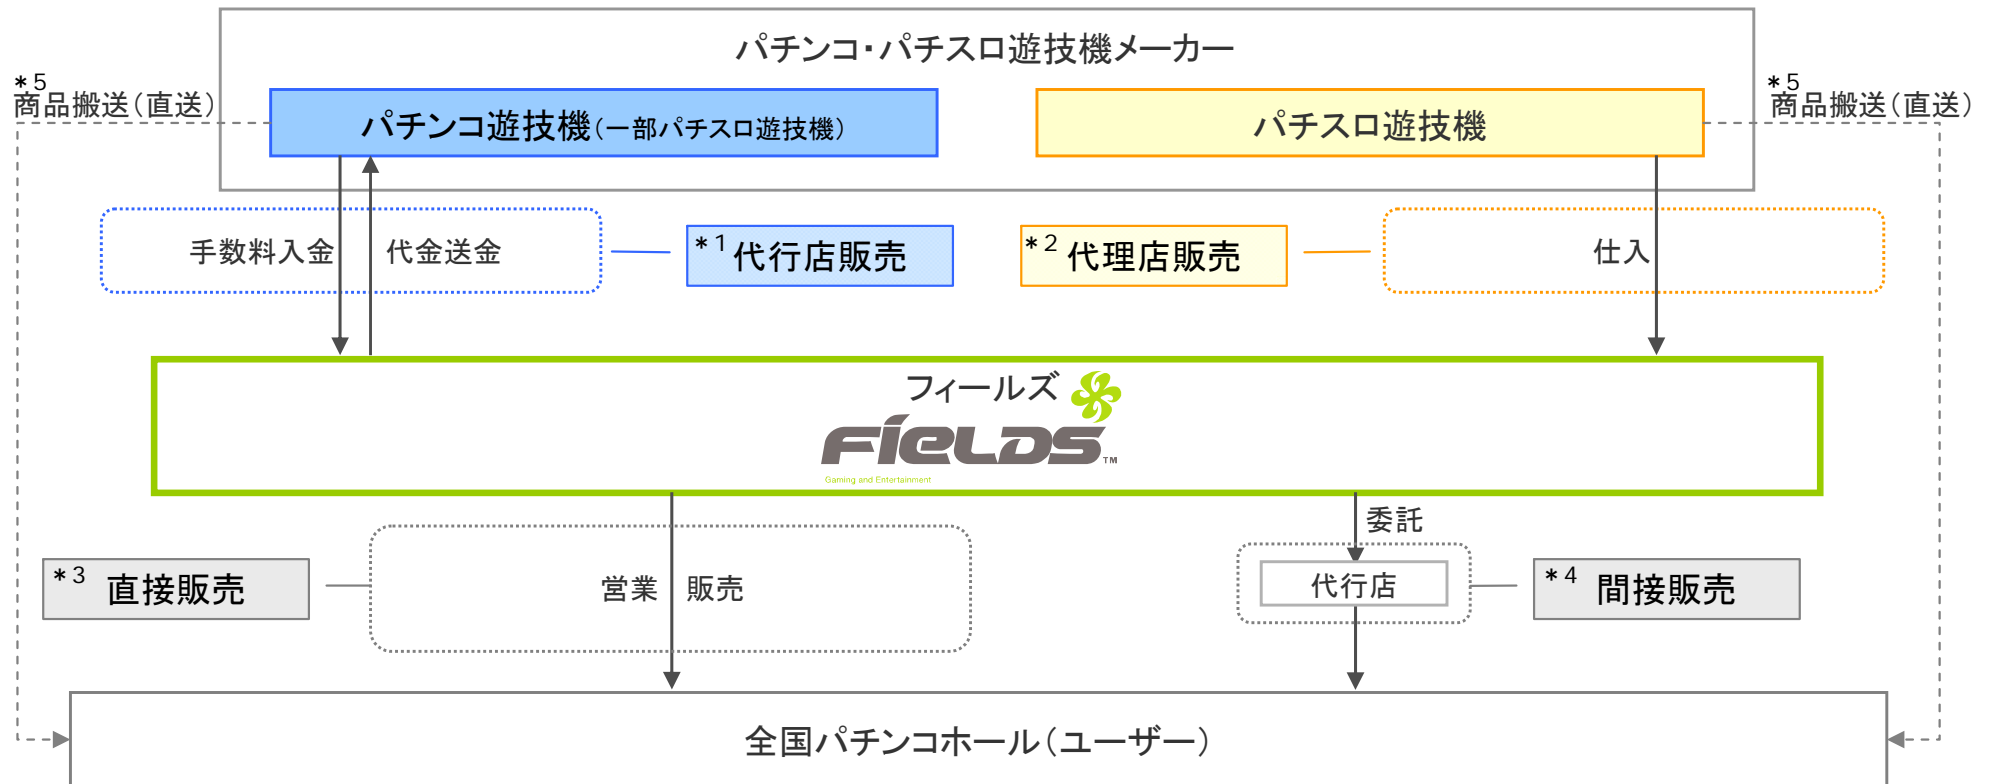 パチンコ・パチスロ遊技機メーカー
*5
商品搬送(直送)
パチンコ遊技機(一部パチスロ遊技機)
パチスロ遊技機
*5
商品搬送(直送)
手数料入金
代金送金
*1 代行店販売
*2 代理店販売
仕入
フィールズ
FIELDS™
Gaming and Entertainment
委託
*3 直接販売
営業
販売
代行店
*4 間接販売
全国パチンコホール(ユーザー)